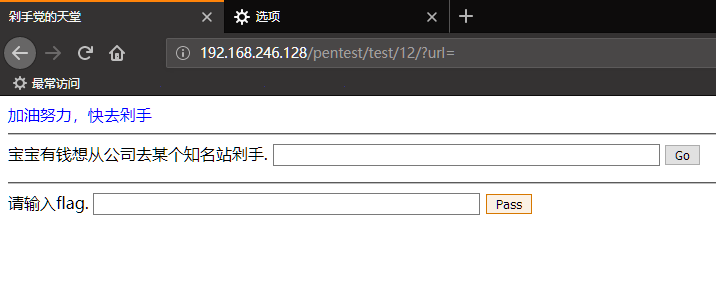 剁手党的天堂
选项
192.168.246.128/pentest/test/12/?url=
最常访问
加油努力，快去剁手
宝宝有钱想从公司去某个知名站剁手. Go
请输入flag. Pass